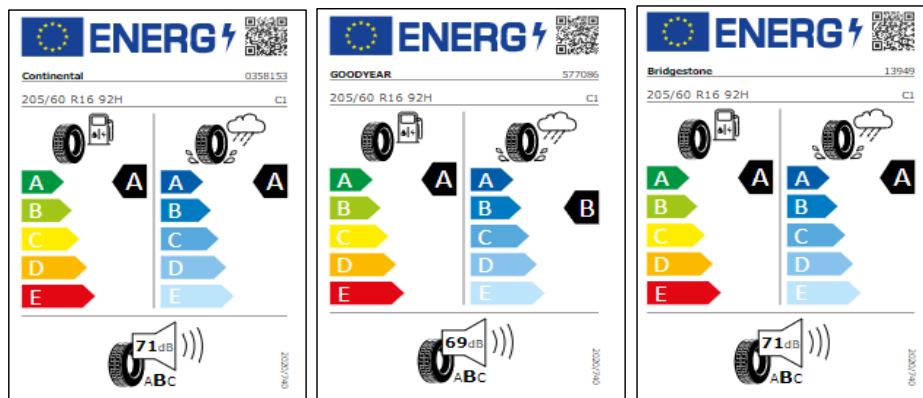 ENERG
Continental 0358153
205/60 R16 92H C1
A A A A
B B
C C
D D
E E
71dB
ABC
2020/740
ENERG
GOODYEAR 577086
205/60 R16 92H C1
A A A
B B B
C C
D D
E E
69dB
ABC
2020/740
ENERG
Bridgestone 13949
205/60 R16 92H C1
A A A A
B B
C C
D D
E E
71dB
ABC
2020/740